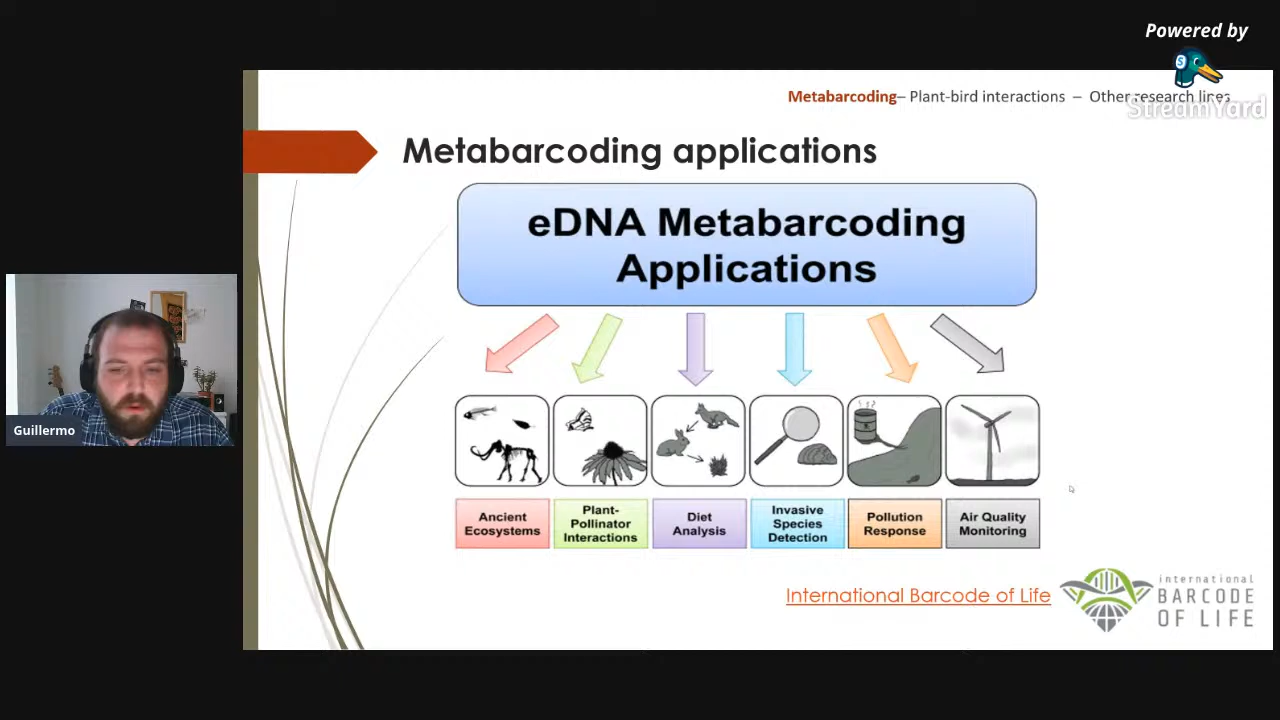 Powered by
StreamYard
Metabarcoding– Plant-bird interactions – Other research lines
Metabarcoding applications
eDNA Metabarcoding
Applications
Ancient
Ecosystems
Plant-
Pollinator
Interactions
Diet
Analysis
Invasive
Species
Detection
Pollution
Response
Air Quality
Monitoring
Guillermo
International Barcode of Life
international
BARCODE
OF LIFE